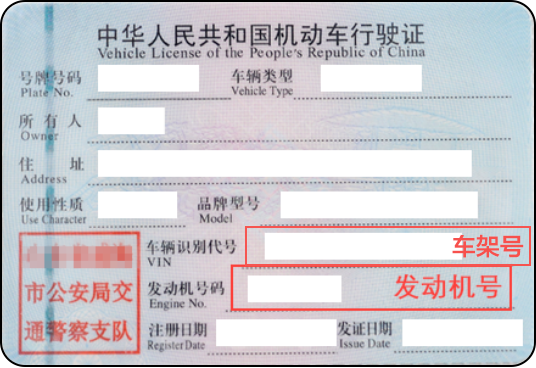 中华人民共和国机动车行驶证
Vehicle License of the People's Republic of China
号牌号码 车辆类型
Plate No. Vehicle Type
所有人
Owner
住址
Address
使用性质 品牌型号
Use Character Model
车辆识别代号 车架号
VIN
发动机号码 发动机号
Engine No.
市公安局交
通警察支队
注册日期 发证日期
Register Date Issue Date